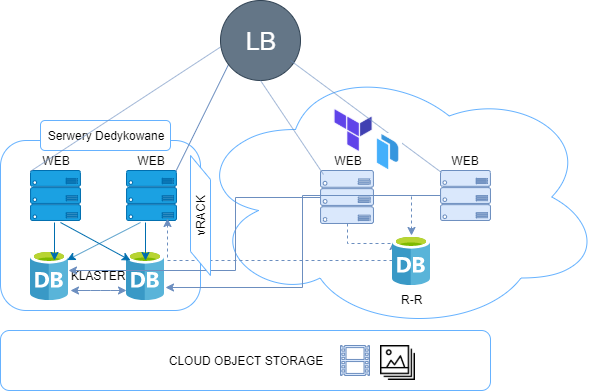 LB
Serwery Dedykowane
WEB
WEB
WEB
WEB
vRACK
DB
KLASTER
DB
DB
R-R
CLOUD OBJECT STORAGE